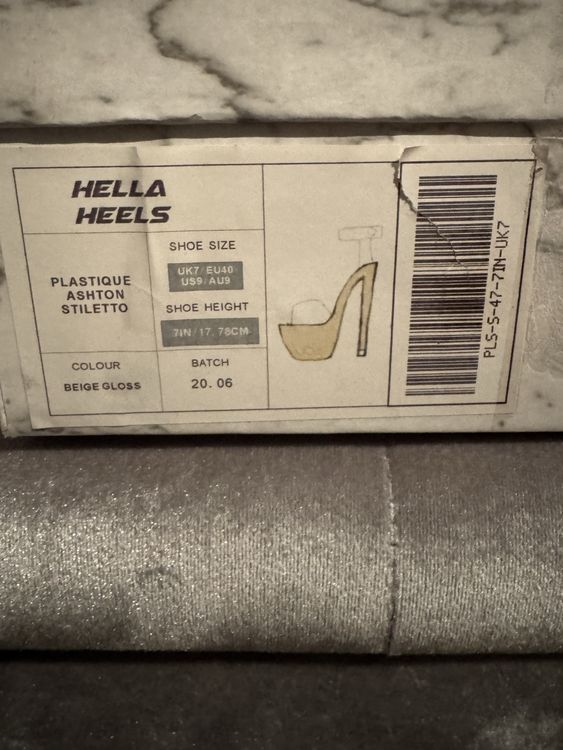 HELLA
HEELS
PLASTIQUE
ASHTON
STILETTO
SHOE SIZE
UK7/EU40
US9/AU9
SHOE HEIGHT
7IN/17.78CM
COLOUR
BEIGE GLOSS
BATCH
20.06
PLS-S-47-7IN-UK7